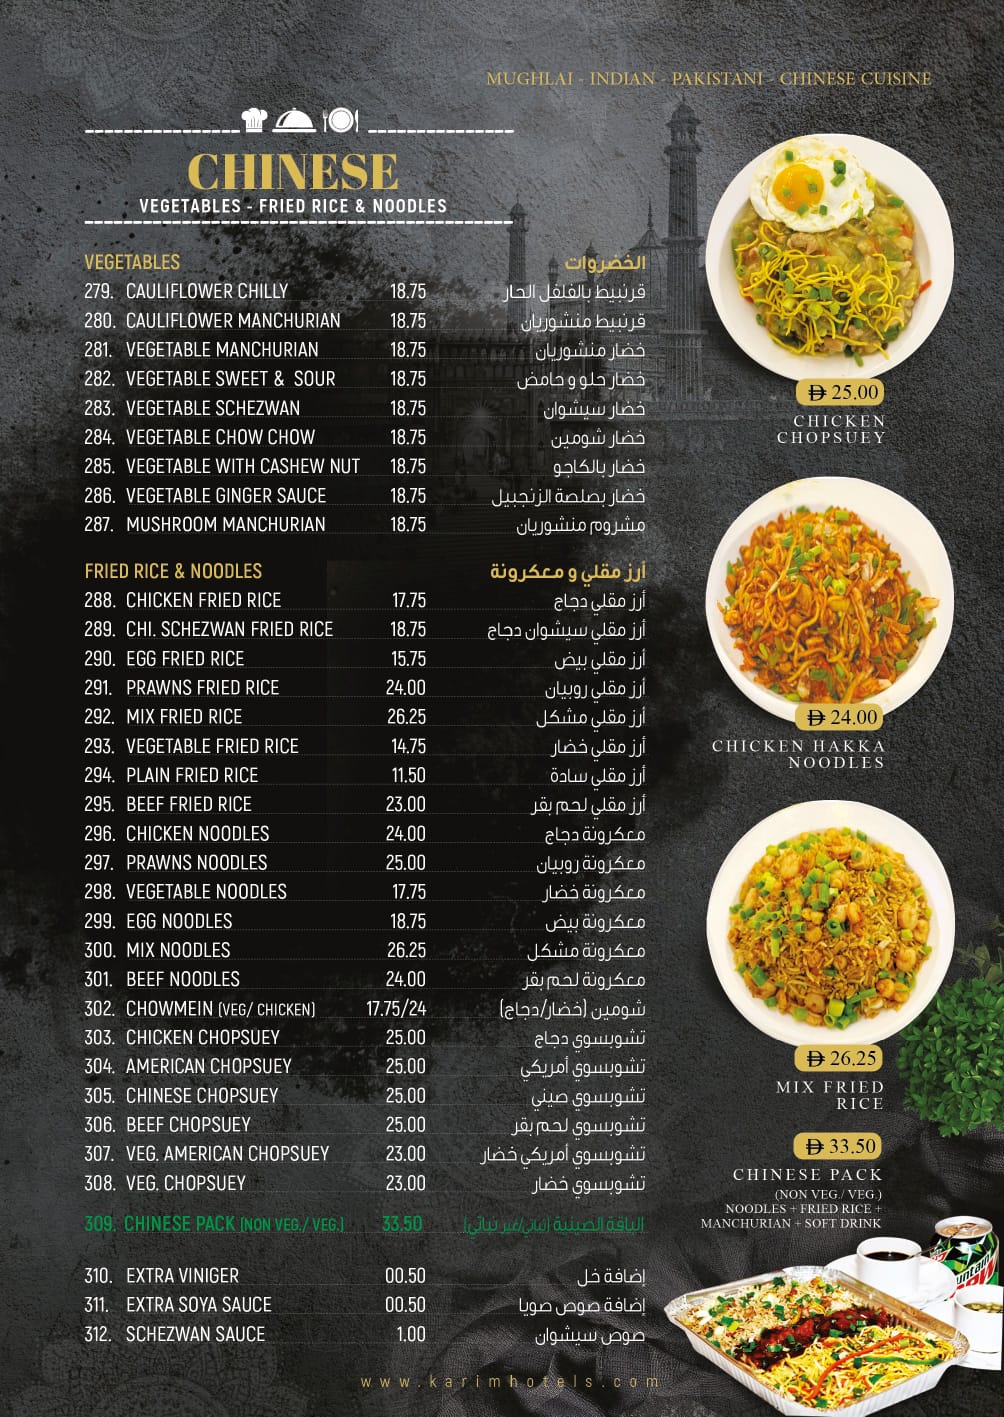 MUGHLAI - INDIAN - PAKISTANI - CHINESE CUISINE
CHINESE
VEGETABLES - FRIED RICE & NOODLES
VEGETABLES الخضروات
279. CAULIFLOWER CHILLY 18.75 قرنبيط بالفلفل الحار
280. CAULIFLOWER MANCHURIAN 18.75 قرنبيط منشوريان
281. VEGETABLE MANCHURIAN 18.75 خضار منشوريان
282. VEGETABLE SWEET & SOUR 18.75 خضار حلو و حامض
283. VEGETABLE SCHEZWAN 18.75 خضار سيشوان
284. VEGETABLE CHOW CHOW 18.75 خضار شومين
285. VEGETABLE WITH CASHEW NUT 18.75 خضار بالكاجو
286. VEGETABLE GINGER SAUCE 18.75 خضار بصلصة الزنجبيل
287. MUSHROOM MANCHURIAN 18.75 مشروم منشوريان
FRIED RICE & NOODLES أرز مقلي و معكرونة
288. CHICKEN FRIED RICE 17.75 أرز مقلي دجاج
289. CHI. SCHEZWAN FRIED RICE 18.75 أرز مقلي سيشوان دجاج
290. EGG FRIED RICE 15.75 أرز مقلي بيض
291. PRAWNS FRIED RICE 24.00 أرز مقلي روبيان
292. MIX FRIED RICE 26.25 أرز مقلي مشكل
293. VEGETABLE FRIED RICE 14.75 أرز مقلي خضار
294. PLAIN FRIED RICE 11.50 أرز مقلي سادة
295. BEEF FRIED RICE 23.00 أرز مقلي لحم بقر
296. CHICKEN NOODLES 24.00 معكرونة دجاج
297. PRAWNS NOODLES 25.00 معكرونة روبيان
298. VEGETABLE NOODLES 17.75 معكرونة خضار
299. EGG NOODLES 18.75 معكرونة بيض
300. MIX NOODLES 26.25 معكرونة مشكل
301. BEEF NOODLES 24.00 معكرونة لحم بقر
302. CHOWMEIN (VEG/ CHICKEN) 17.75/24 شومين (خضار/دجاج)
303. CHICKEN CHOPSUEY 25.00 تشوبسوي دجاج
304. AMERICAN CHOPSUEY 25.00 تشوبسوي أمريكي
305. CHINESE CHOPSUEY 25.00 تشوبسوي صيني
306. BEEF CHOPSUEY 25.00 تشوبسوي لحم بقر
307. VEG. AMERICAN CHOPSUEY 23.00 تشوبسوي أمريكي خضار
308. VEG. CHOPSUEY 23.00 تشوبسوي خضار
309. CHINESE PACK (NON VEG./ VEG.) 33.50 الباقة الصينية (نباتي/غير نباتي)
310. EXTRA VINIGER 00.50 إضافة خل
311. EXTRA SOYA SAUCE 00.50 إضافة صوص صويا
312. SCHEZWAN SAUCE 1.00 صوص سيشوان
25.00
CHICKEN
CHOPSUEY
24.00
CHICKEN HAKKA
NOODLES
26.25
MIX FRIED
RICE
33.50
CHINESE PACK
(NON VEG./ VEG.)
NOODLES + FRIED RICE +
MANCHURIAN + SOFT DRINK
www.karimhotels.com